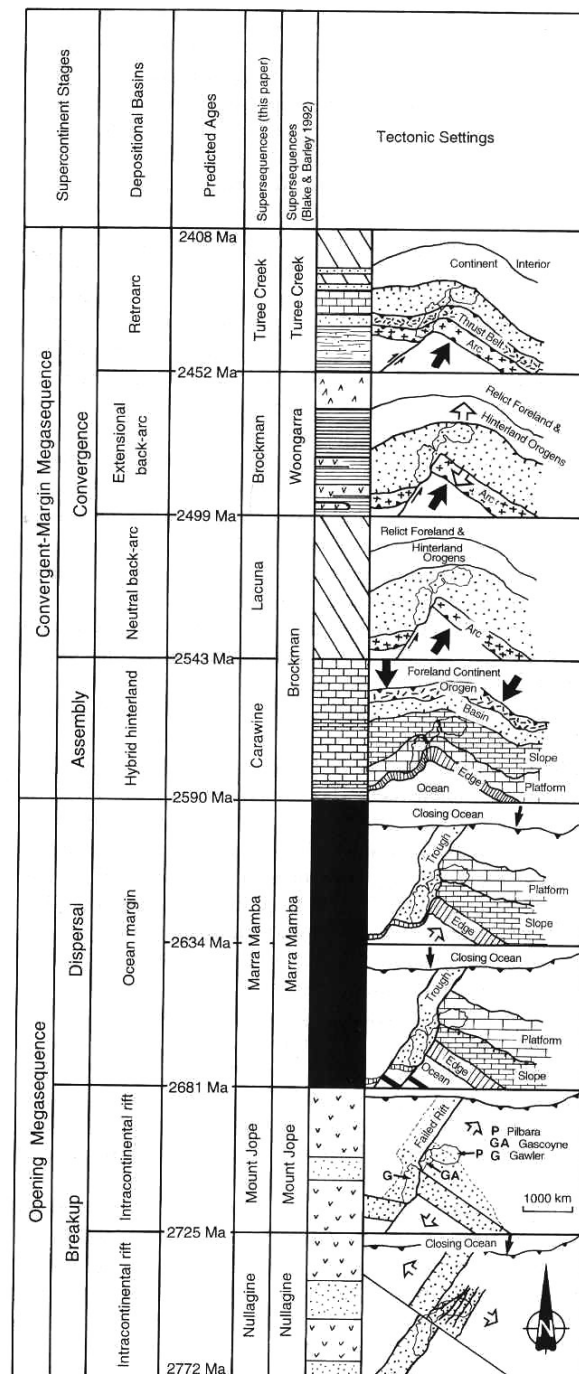 Supercontinent Stages
Depositional Basins
Predicted Ages
Supersequences (this paper)
Supersequences
(Blake & Barley 1992)
Tectonic Settings
Convergent-Margin Megasequence
Opening Megasequence
Convergence
Assembly
Dispersal
Breakup
Retroarc
Extensional
back-arc
Neutral back-arc
Hybrid hinterland
Ocean margin
Intracontinental rift
Intracontinental rift
2408 Ma
2452 Ma
2499 Ma
2543 Ma
2590 Ma
2634 Ma
2681 Ma
2725 Ma
2772 Ma
Turee Creek
Brockman
Lacuna
Carawine
Marra Mamba
Mount Jope
Nullagine
Turee Creek
Woongarra
Brockman
Marra Mamba
Mount Jope
Nullagine
Continent Interior
Thrust Belt
Arc
Relict Foreland &
Hinterland Orogens
Arc
Relict Foreland &
Hinterland
Orogens
Arc
Foreland Continent
Orogen
Basin
Slope
Edge
Ocean
Platform
Closing Ocean
Trough
Platform
Slope
Edge
Closing Ocean
Trough
Platform
Edge
Ocean
Slope
Failed Rift
P Pilbara
GA Gascoyne
G Gawler
P
G
GA
1000 km
Closing Ocean
N